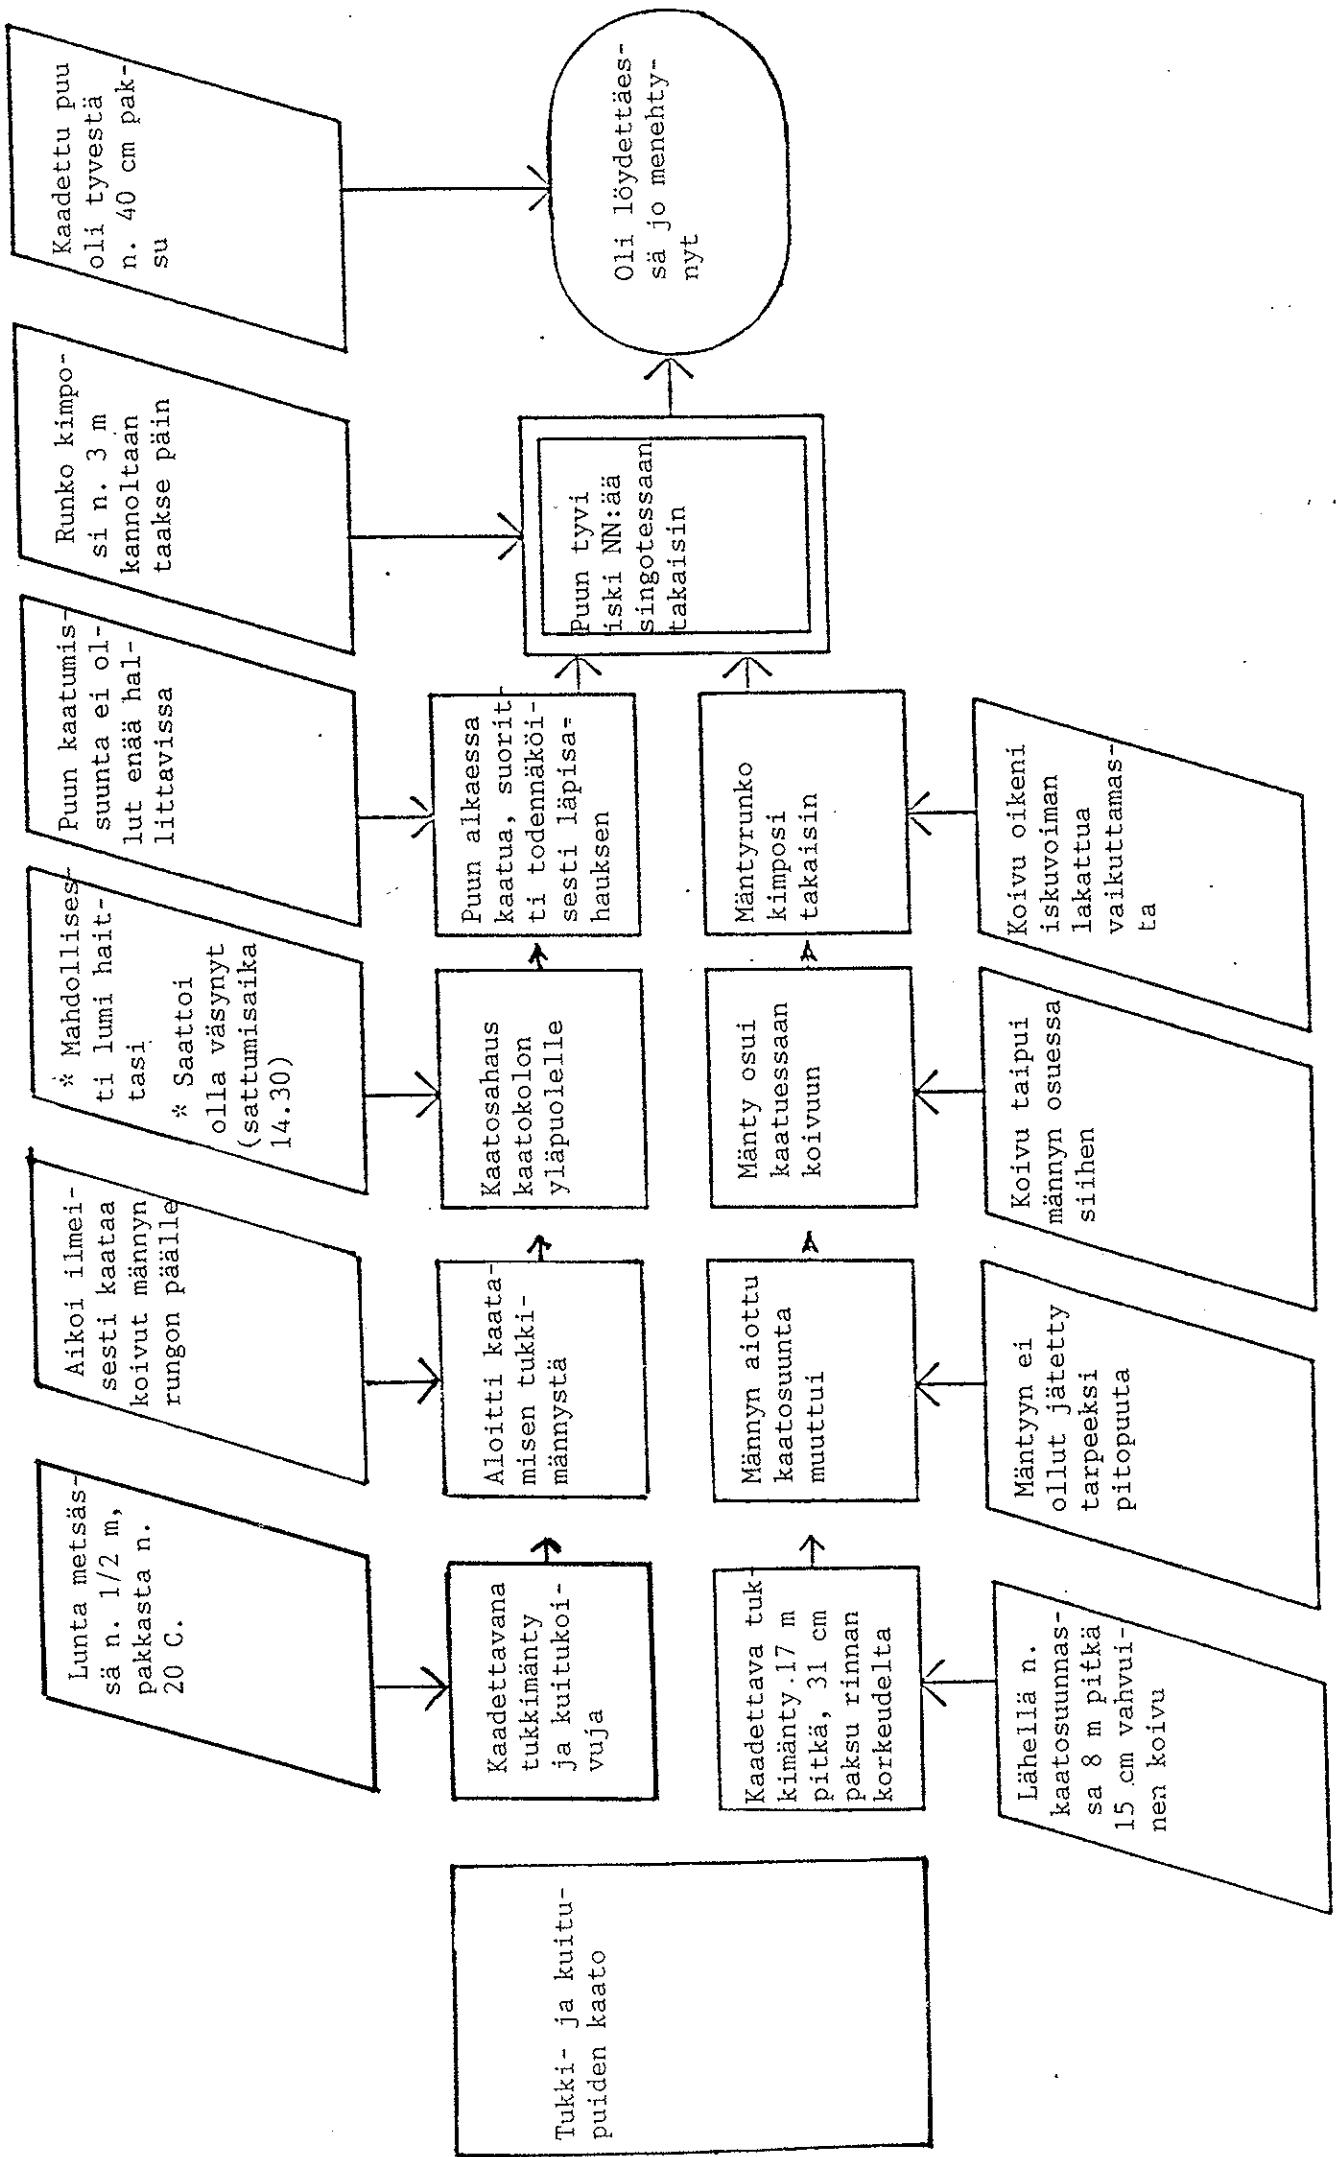 Tukki- ja kuitu-
puiden kaato
Lunta metsäs-
sä n. 1/2 m,
pakkasta n.
20 C.
Aikoi ilmei-
sesti kaataa
koivut männyn
rungon päälle
* Mahdollises-
ti lumi hait-
tasi
* Saattoi
olla väsynyt
(sattumisaika
14.30)
Puun kaatumis-
suunta ei ol-
lut enää hal-
littavissa
Runko kimpo-
si n. 3 m
kannoltaan
taakse päin
Kaadettu puu
oli tyvestä
n. 40 cm pak-
su
Kaadettavana
tukkimänty
ja kuitukoi-
vuja
Aloitti kaata-
misen tukki-
männystä
Kaatosahaus
kaatokolon
yläpuolelle
Puun alkaessa
kaatua, suorit
ti todennäköi-
sesti läpisa=
hauksen
Puun tyvi
iski NN:ää
singotessaan
takaisin
Oli löydettäes-
sä jo menehty-
nyt
Kaadettava tuk-
kimänty.17 m
pitkä, 31 cm
paksu rinnan
korkeudelta
Männyn aiottu
kaatosuunta
muuttui
Mänty osui
kaatuessaan
koivuun
Mäntyrunko
kimposi
takaisin
Lähellä n.
kaatosuunnas-
sa 8 m pitkä
15 cm vahvui-
nen koivu
Mäntyyn ei
ollut jätetty
tarpeeksi
pitopuuta
Koivu taipui
männyn osuessa
siihen
Koivu oikeni
iskuvoiman
lakattua
vaikuttamas-
ta